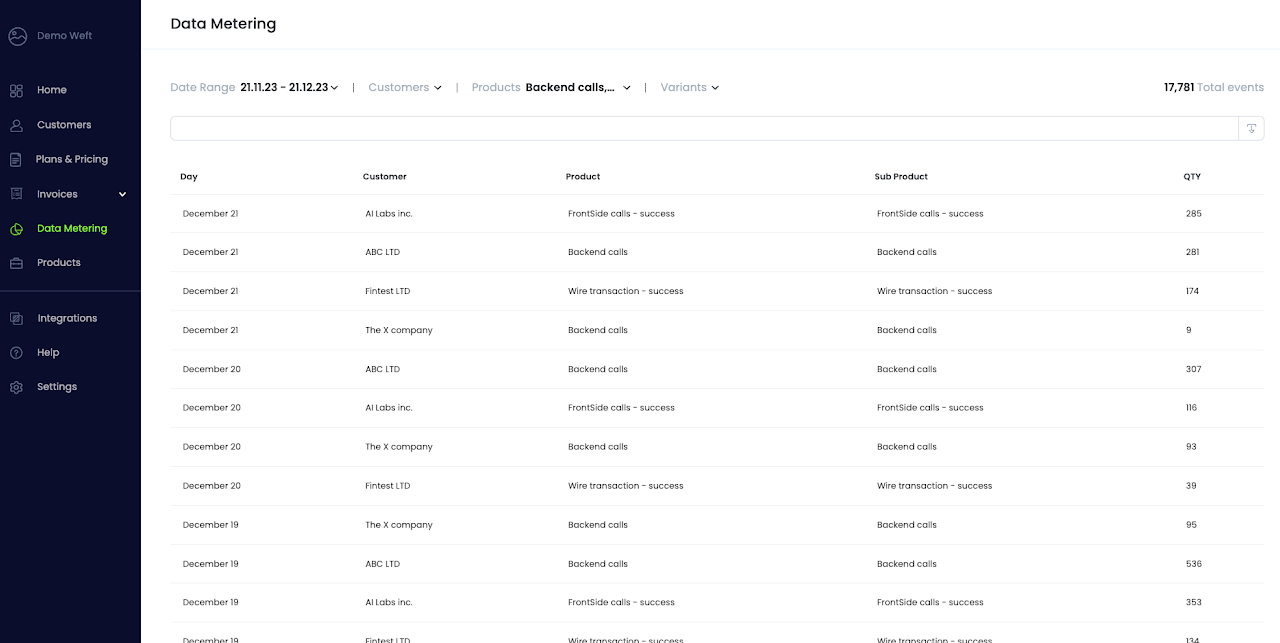 Demo Weft
Home
Customers
Plans & Pricing
Invoices
Data Metering
Products
Integrations
Help
Settings
Data Metering
Date Range 21.11.23 - 21.12.23 | Customers | Products Backend calls,... | Variants
17,781 Total events
Day Customer Product Sub Product QTY
December 21 AI Labs inc. FrontSide calls - success FrontSide calls - success 285
December 21 ABC LTD Backend calls Backend calls 281
December 21 Fintest LTD Wire transaction - success Wire transaction - success 174
December 21 The X company Backend calls Backend calls 9
December 20 ABC LTD Backend calls Backend calls 307
December 20 AI Labs inc. FrontSide calls - success FrontSide calls - success 116
December 20 The X company Backend calls Backend calls 93
December 20 Fintest LTD Wire transaction - success Wire transaction - success 39
December 19 The X company Backend calls Backend calls 95
December 19 ABC LTD Backend calls Backend calls 536
December 19 AI Labs inc. FrontSide calls - success FrontSide calls - success 353
December 19 Fintest LTD Wire transaction - success Wire transaction - success 134